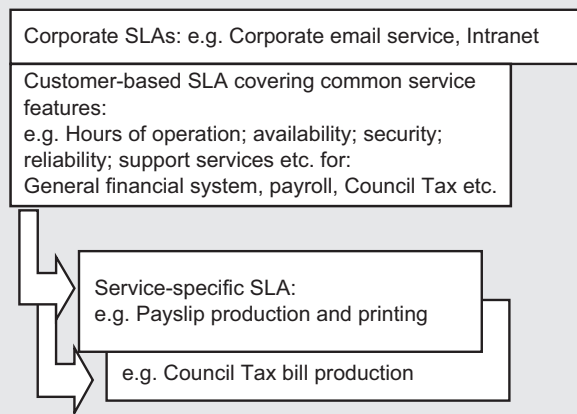 Corporate SLAs: e.g. Corporate email service, Intranet
Customer-based SLA covering common service
features:
e.g. Hours of operation; availability; security;
reliability; support services etc. for:
General financial system, payroll, Council Tax etc.
Service-specific SLA:
e.g. Payslip production and printing
e.g. Council Tax bill production